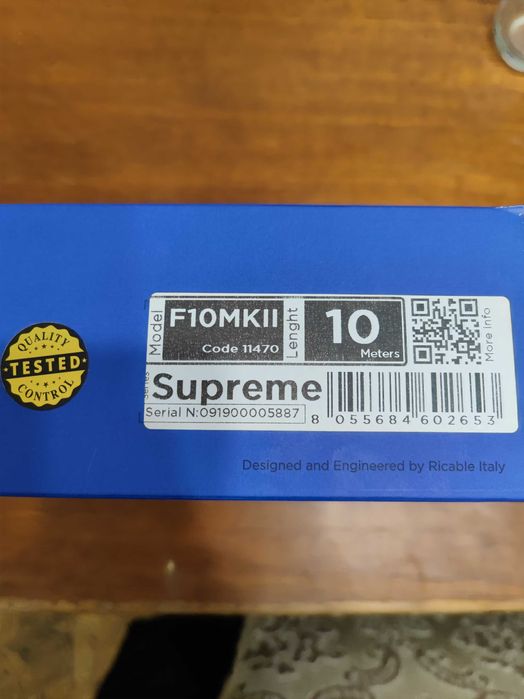 QUALITY
TESTED
CONTROL
Model
F10MKII
Code 11470
Lenght
10
Meters
More Info
Series
Supreme
Serial N:091900005887
8 055684 602653
Designed and Engineered by Ricable Italy